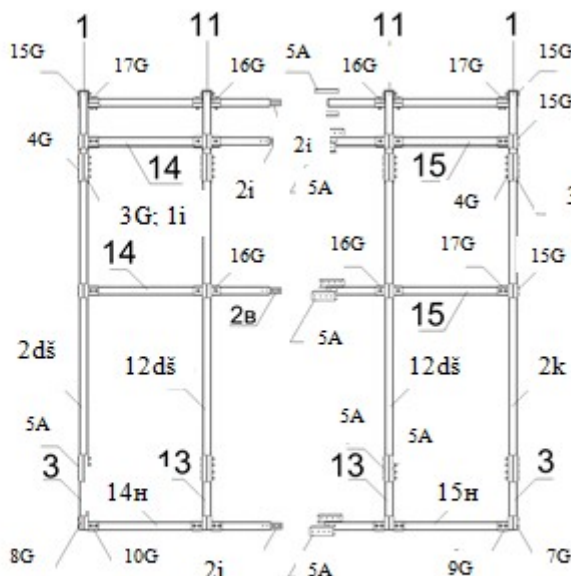 1 11 11 1
15G 17G 16G 5A 16G 17G 15G
15G
4G 14 2i 2i 15
3G; 1i 5A 4G 3
14 16G 16G 17G 15G
2в 15
5A
2dš 12dš 12dš 2k
5A 5A
5A
3 13 13 3
14н 15н
8G 10G 2i 5A 9G 7G